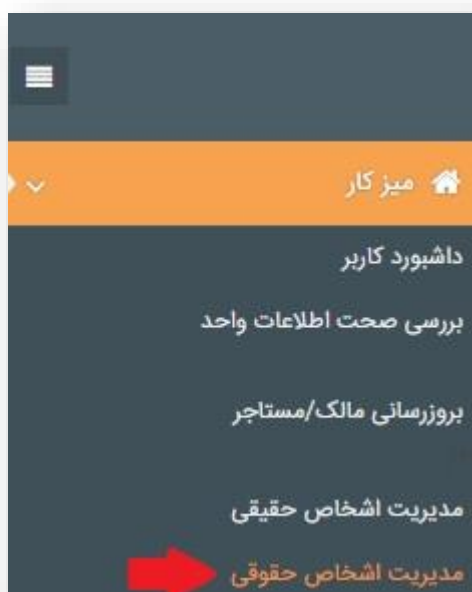 میز کار
داشبورد کاربر
بررسی صحت اطلاعات واحد
بروزرسانی مالک/مستاجر
مدیریت اشخاص حقیقی
مدیریت اشخاص حقوقی